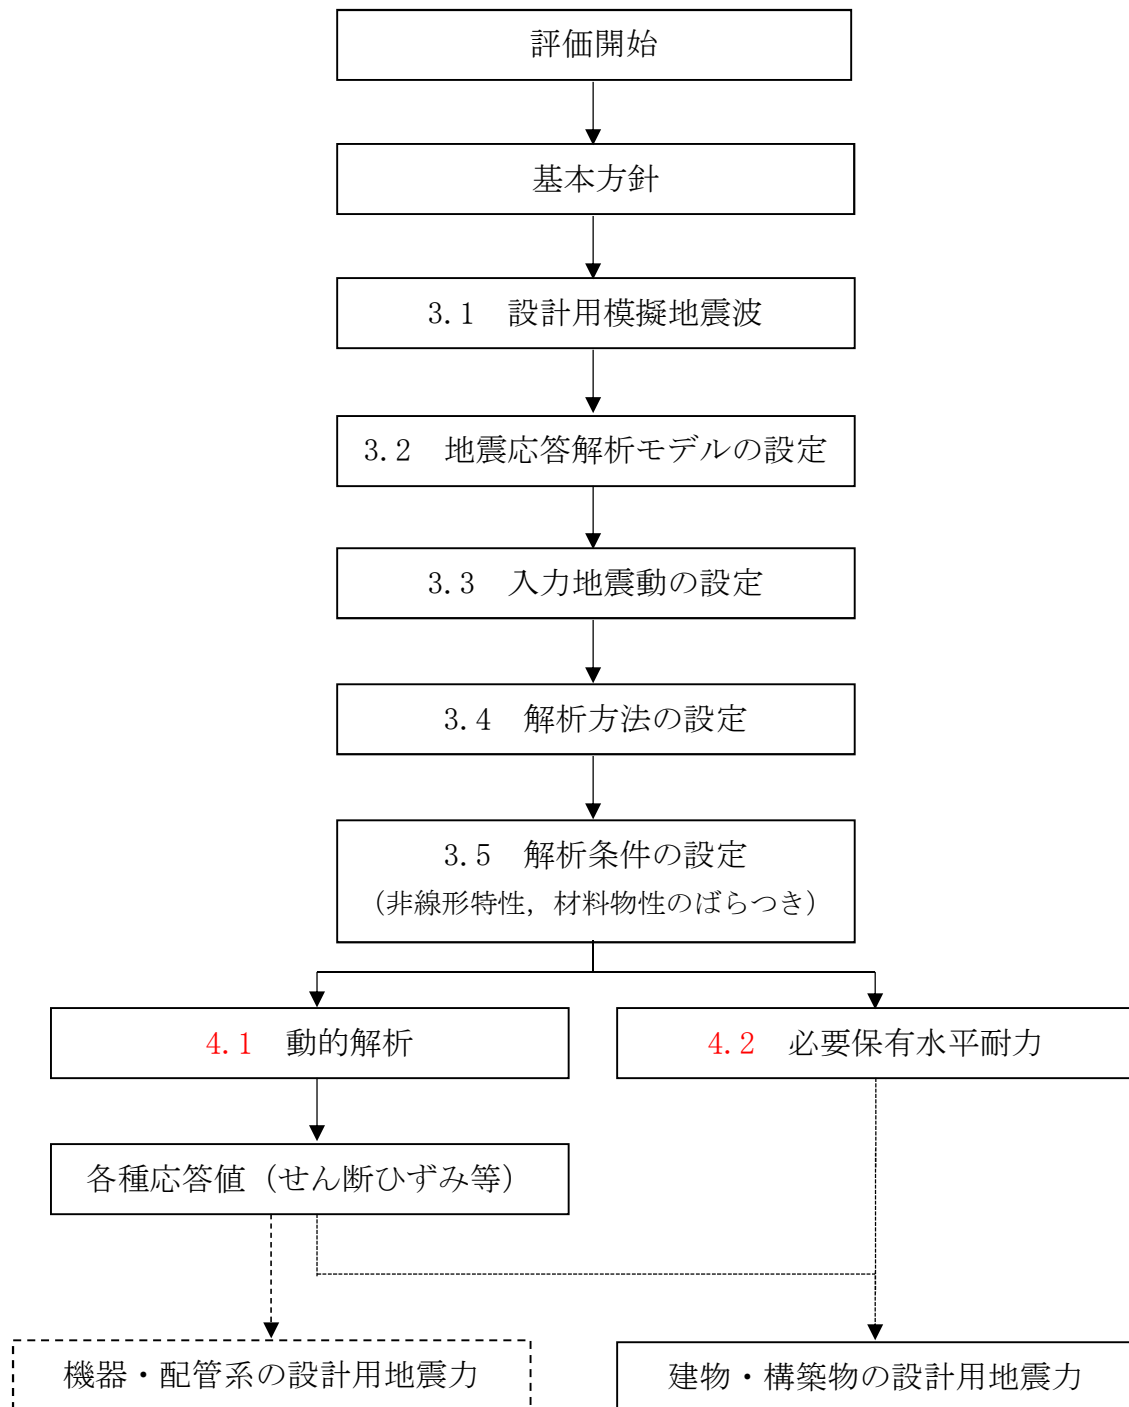 評価開始
基本方針
3.1　設計用模擬地震波
3.2　地震応答解析モデルの設定
3.3　入力地震動の設定
3.4　解析方法の設定
3.5　解析条件の設定
（非線形特性，材料物性のばらつき）
4.1　動的解析
4.2　必要保有水平耐力
各種応答値（せん断ひずみ等）
機器・配管系の設計用地震力
建物・構築物の設計用地震力